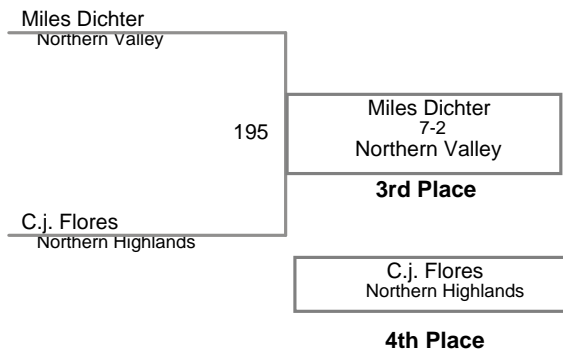 Miles Dichter
Northern Valley
195
Miles Dichter
7-2
Northern Valley
3rd Place
C.j. Flores
Northern Highlands
C.j. Flores
Northern Highlands
4th Place